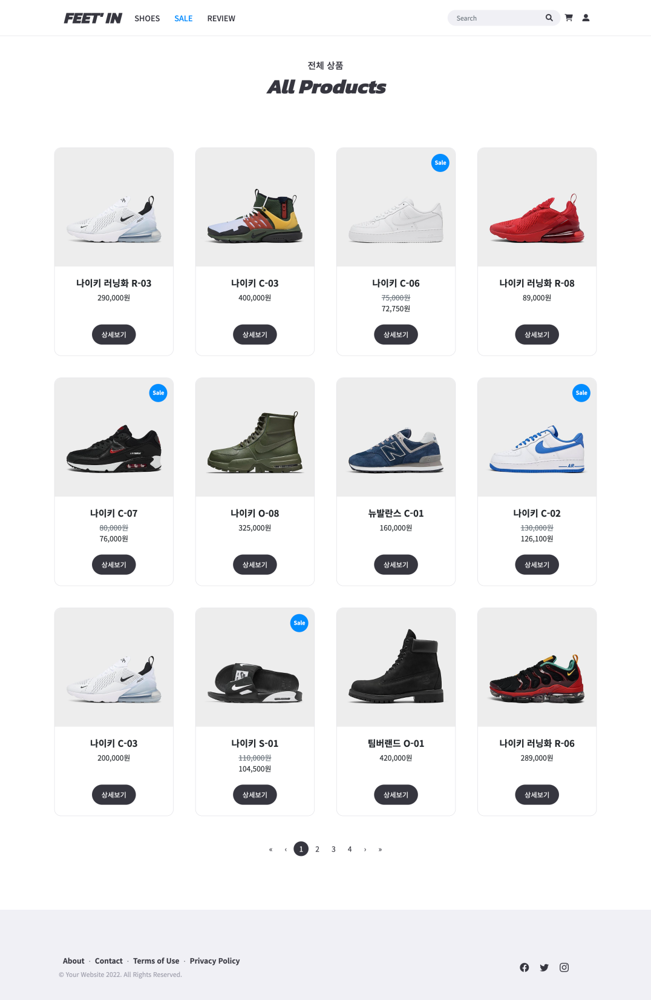 FEET' IN SHOES SALE REVIEW Search
전체 상품
All Products
Sale
나이키 러닝화 R-03
290,000원
상세보기
나이키 C-03
400,000원
상세보기
나이키 C-06
75,000원
72,750원
상세보기
나이키 러닝화 R-08
89,000원
상세보기
Sale
나이키 C-07
80,000원
76,000원
상세보기
나이키 O-08
325,000원
상세보기
뉴발란스 C-01
160,000원
상세보기
Sale
AIR
나이키 C-02
130,000원
126,100원
상세보기
나이키 C-03
200,000원
상세보기
Sale
나이키 S-01
110,000원
104,500원
상세보기
팀버랜드 O-01
420,000원
상세보기
나이키 러닝화 R-06
289,000원
상세보기
« ‹ 1 2 3 4 › »
About · Contact · Terms of Use · Privacy Policy
© Your Website 2022. All Rights Reserved.